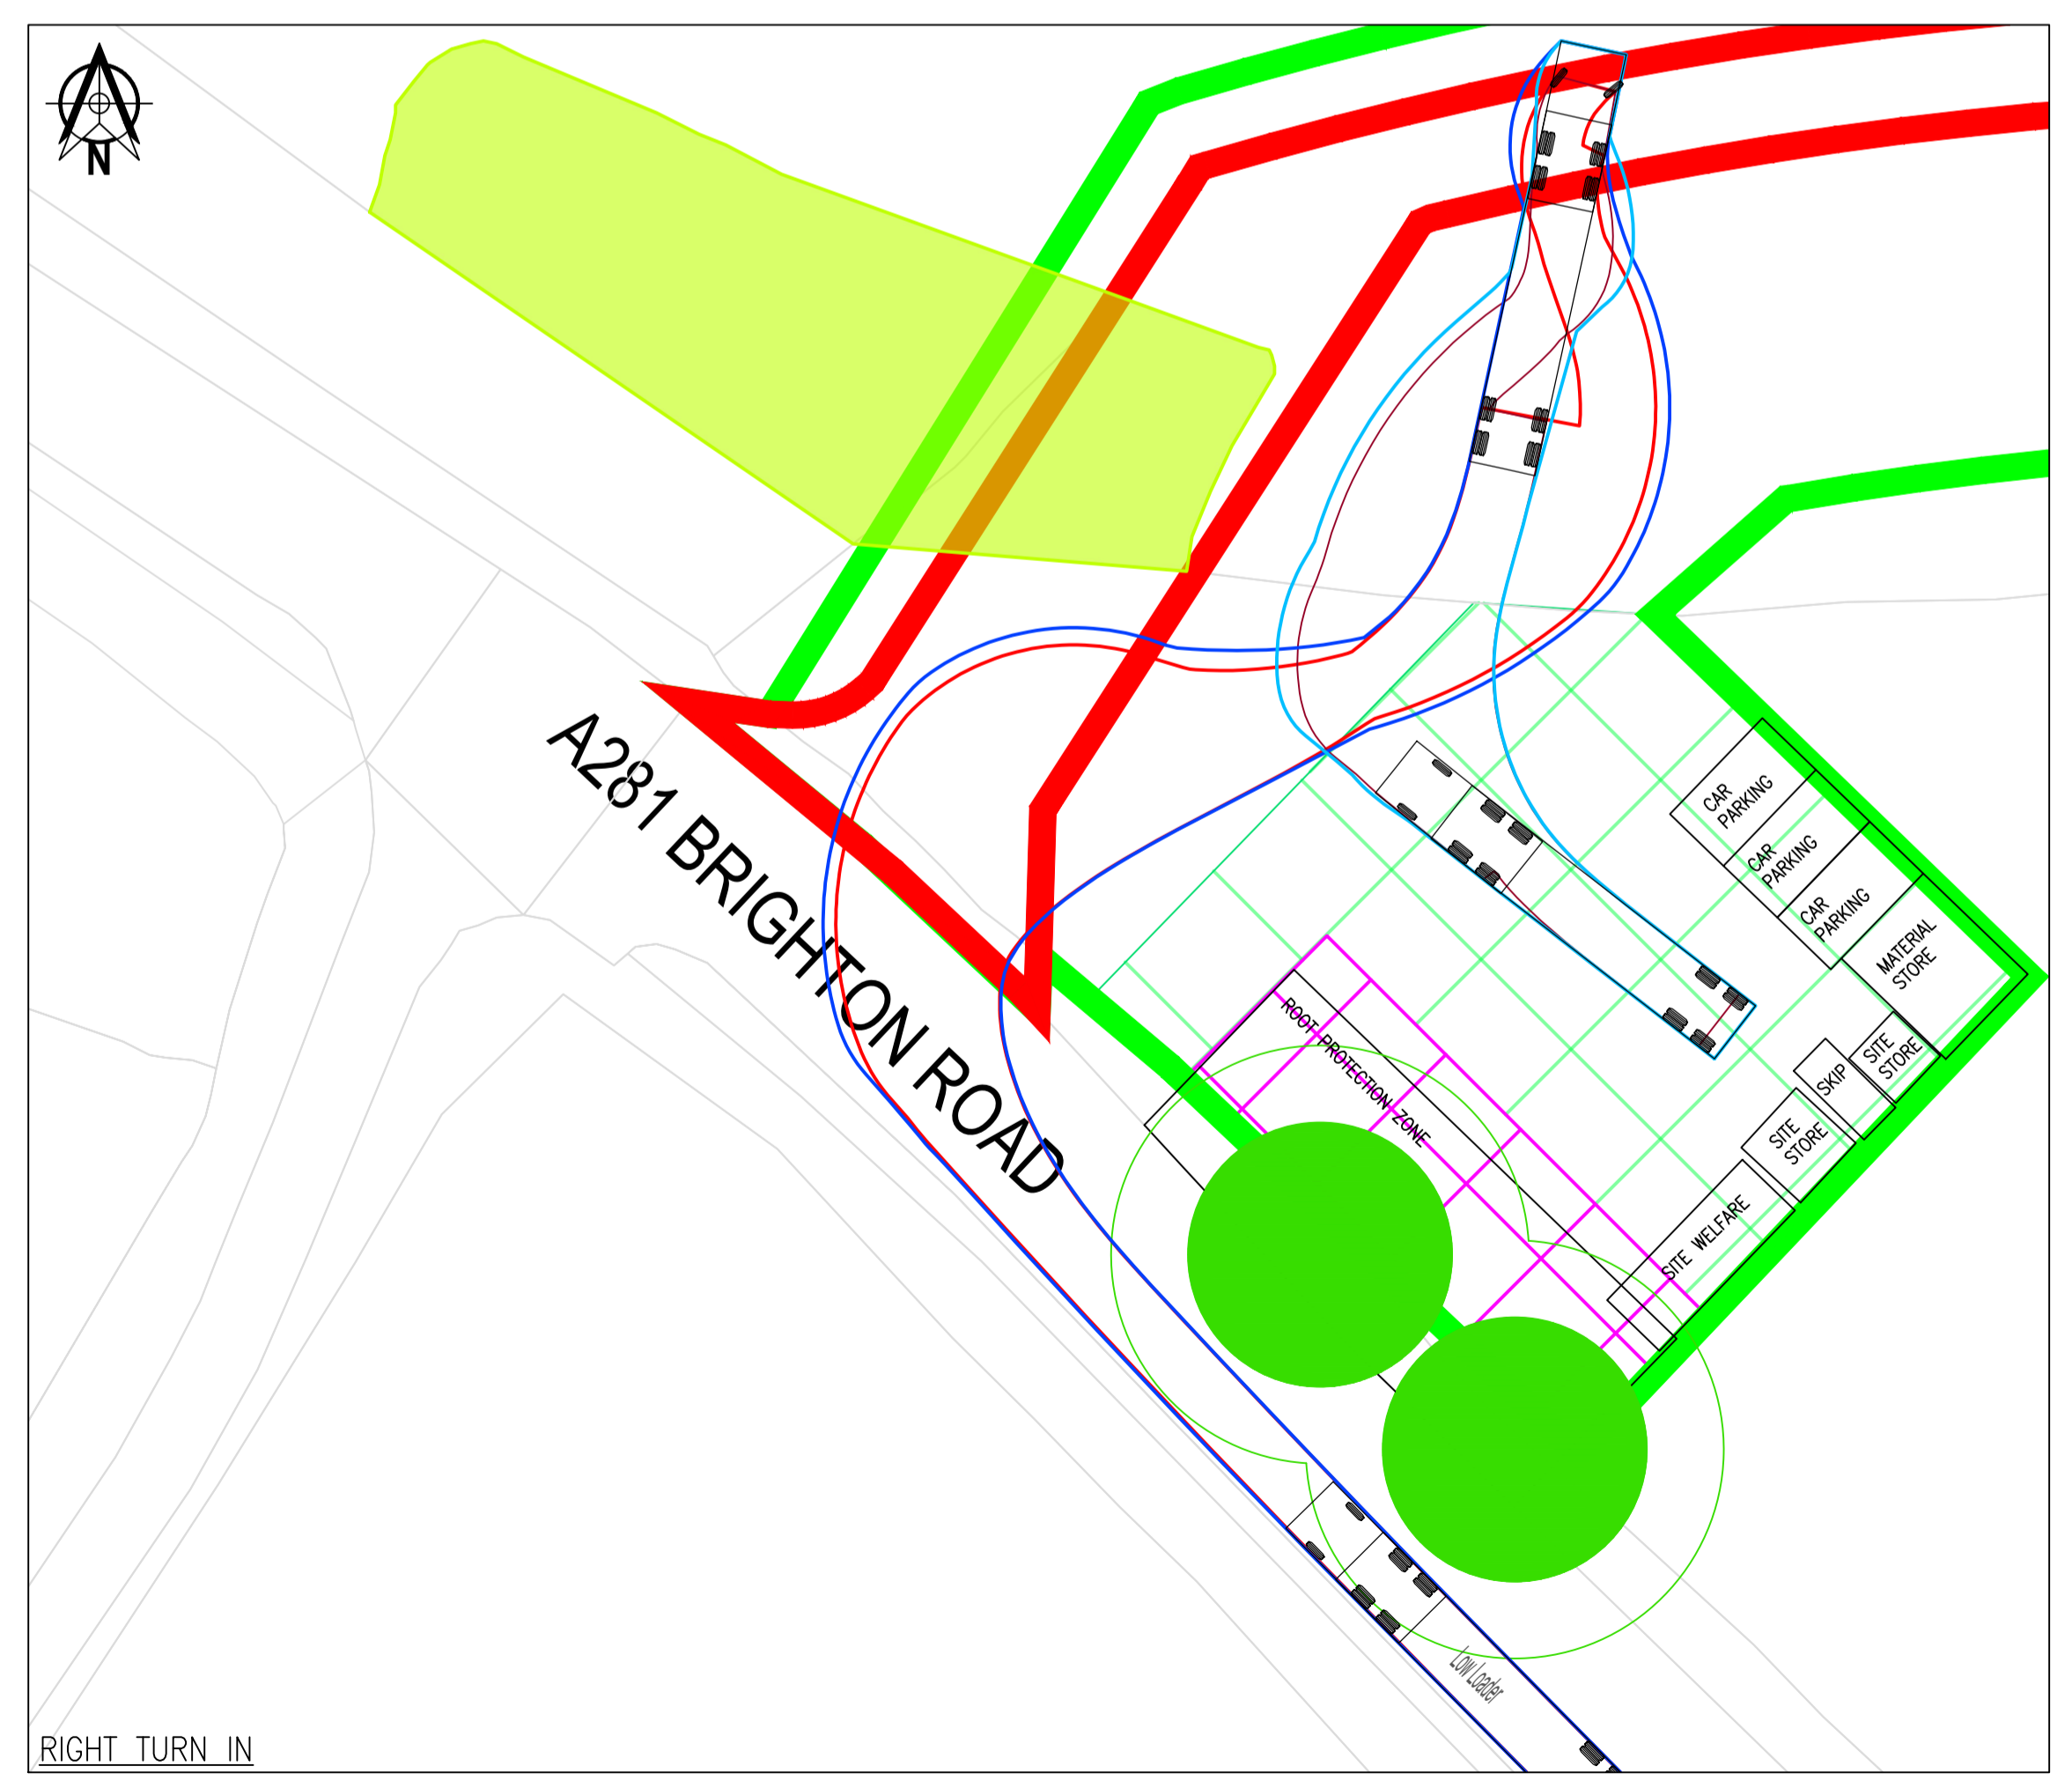 N
A281 BRIGHTON ROAD
CAR
PARKING
CAR
PARKING
CAR
PARKING
MATERIAL
STORE
SITE
STORE
SKIP
SITE
STORE
SITE WELFARE
ROOT PROTECTION ZONE
Low Loader
RIGHT TURN IN